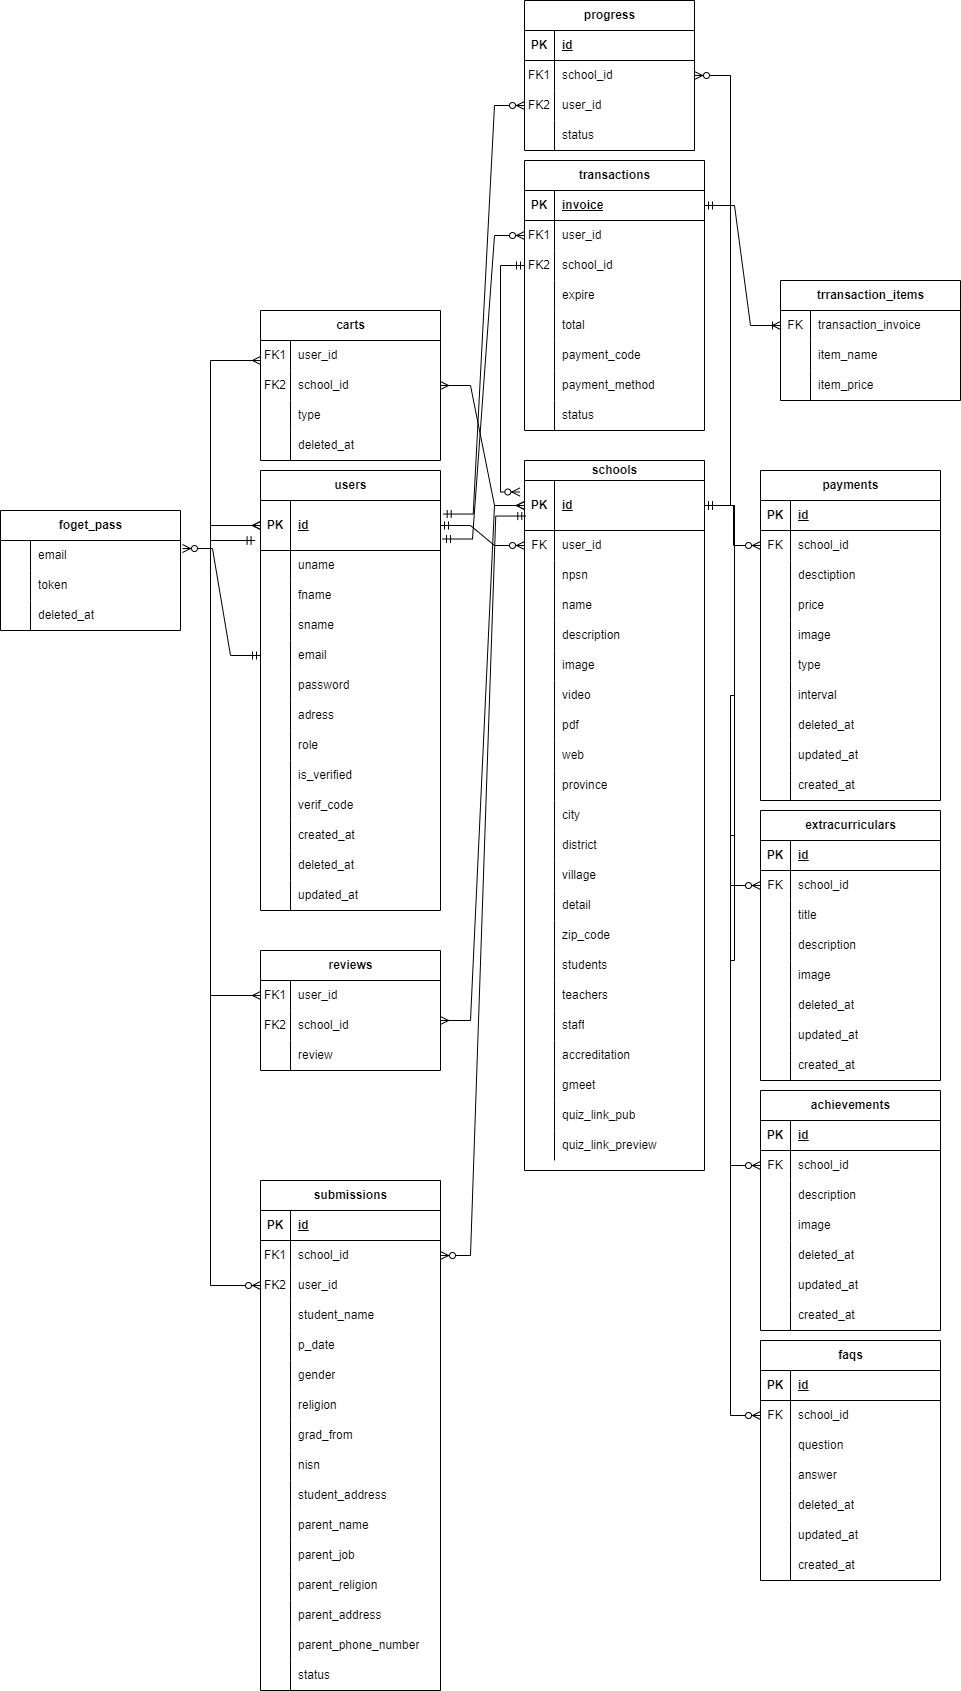 progress
PK id
FK1 school_id
FK2 user_id
status
transactions
PK invoice
FK1 user_id
FK2 school_id
expire
total
payment_code
payment_method
status
trransaction_items
FK transaction_invoice
item_name
item_price
carts
FK1 user_id
FK2 school_id
type
deleted_at
users
PK id
uname
fname
sname
email
password
adress
role
is_verified
verif_code
created_at
deleted_at
updated_at
foget_pass
email
token
deleted_at
schools
PK id
FK user_id
npsn
name
description
image
video
pdf
web
province
city
district
village
detail
zip_code
students
teachers
staff
accreditation
gmeet
quiz_link_pub
quiz_link_preview
payments
PK id
FK school_id
desctiption
price
image
type
interval
deleted_at
updated_at
created_at
extracurriculars
PK id
FK school_id
title
description
image
deleted_at
updated_at
created_at
reviews
FK1 user_id
FK2 school_id
review
achievements
PK id
FK school_id
description
image
deleted_at
updated_at
created_at
submissions
PK id
FK1 school_id
FK2 user_id
student_name
p_date
gender
religion
grad_from
nisn
student_address
parent_name
parent_job
parent_religion
parent_address
parent_phone_number
status
faqs
PK id
FK school_id
question
answer
deleted_at
updated_at
created_at